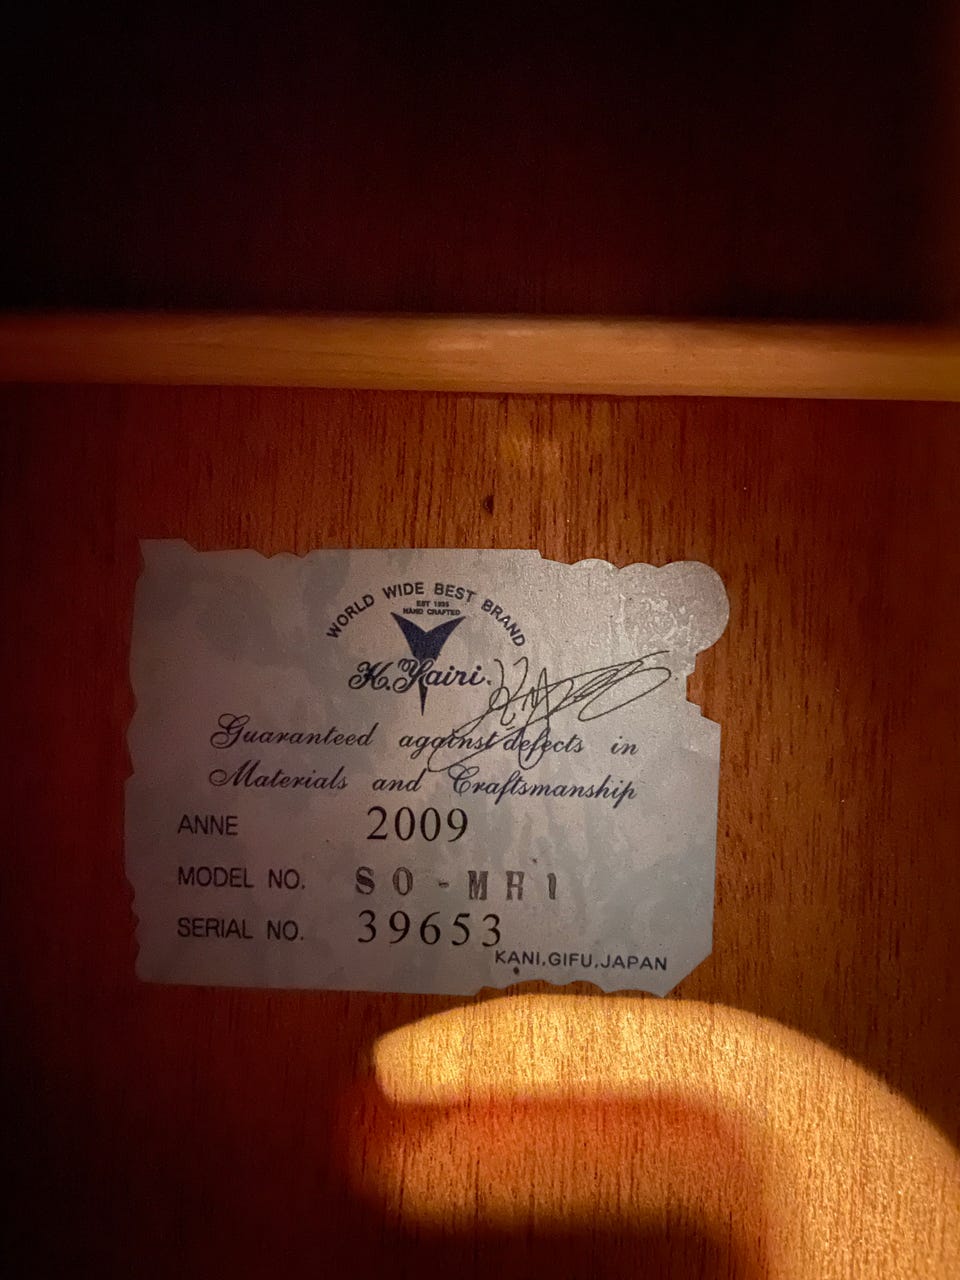 WORLD WIDE BEST BRAND
EST 1935
HAND CRAFTED
K.Yairi.
Guaranteed against defects in
Materials and Craftsmanship
ANNE 2009
MODEL NO. SO-MH1
SERIAL NO. 39653
KANI.GIFU.JAPAN